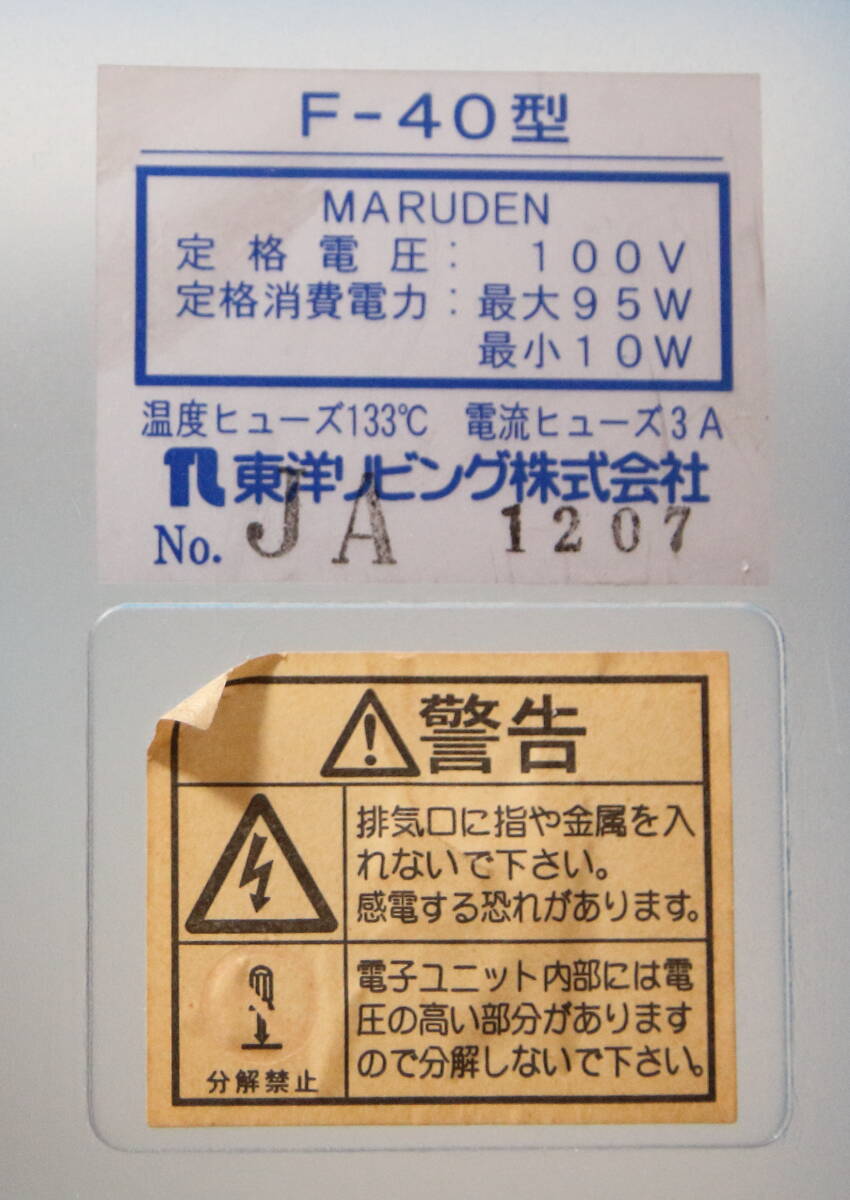 F-40型
MARUDEN
定格電圧: 100V
定格消費電力:最大95W
最小10W
温度ヒューズ133℃ 電流ヒューズ3A
東洋リビング株式会社
No. JA 1207
警告
排気口に指や金属を入
れないで下さい。
感電する恐れがあります。
分解禁止
電子ユニット内部には電
圧の高い部分があります
ので分解しないで下さい。